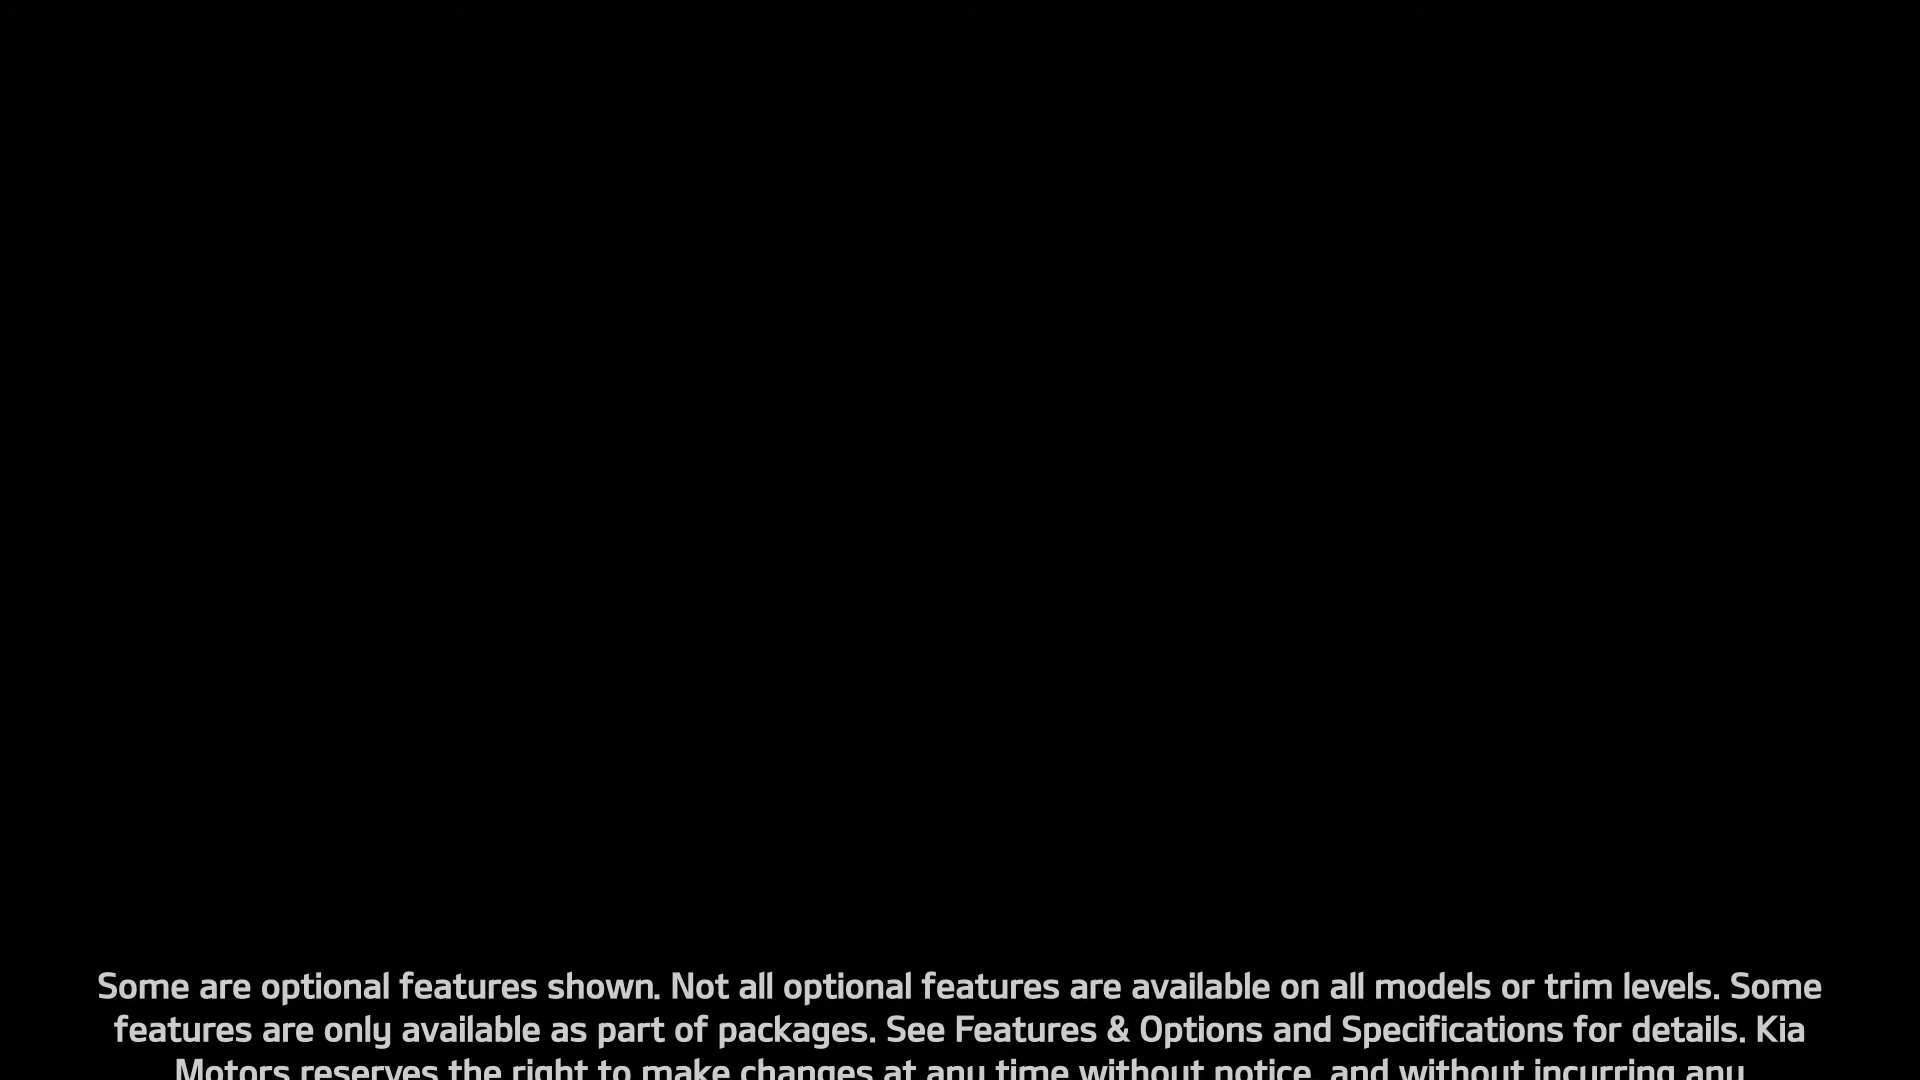 Some are optional features shown. Not all optional features are available on all models or trim levels. Some
features are only available as part of packages. See Features & Options and Specifications for details. Kia
Motors reserves the right to make changes at any time without notice, and without incurring any